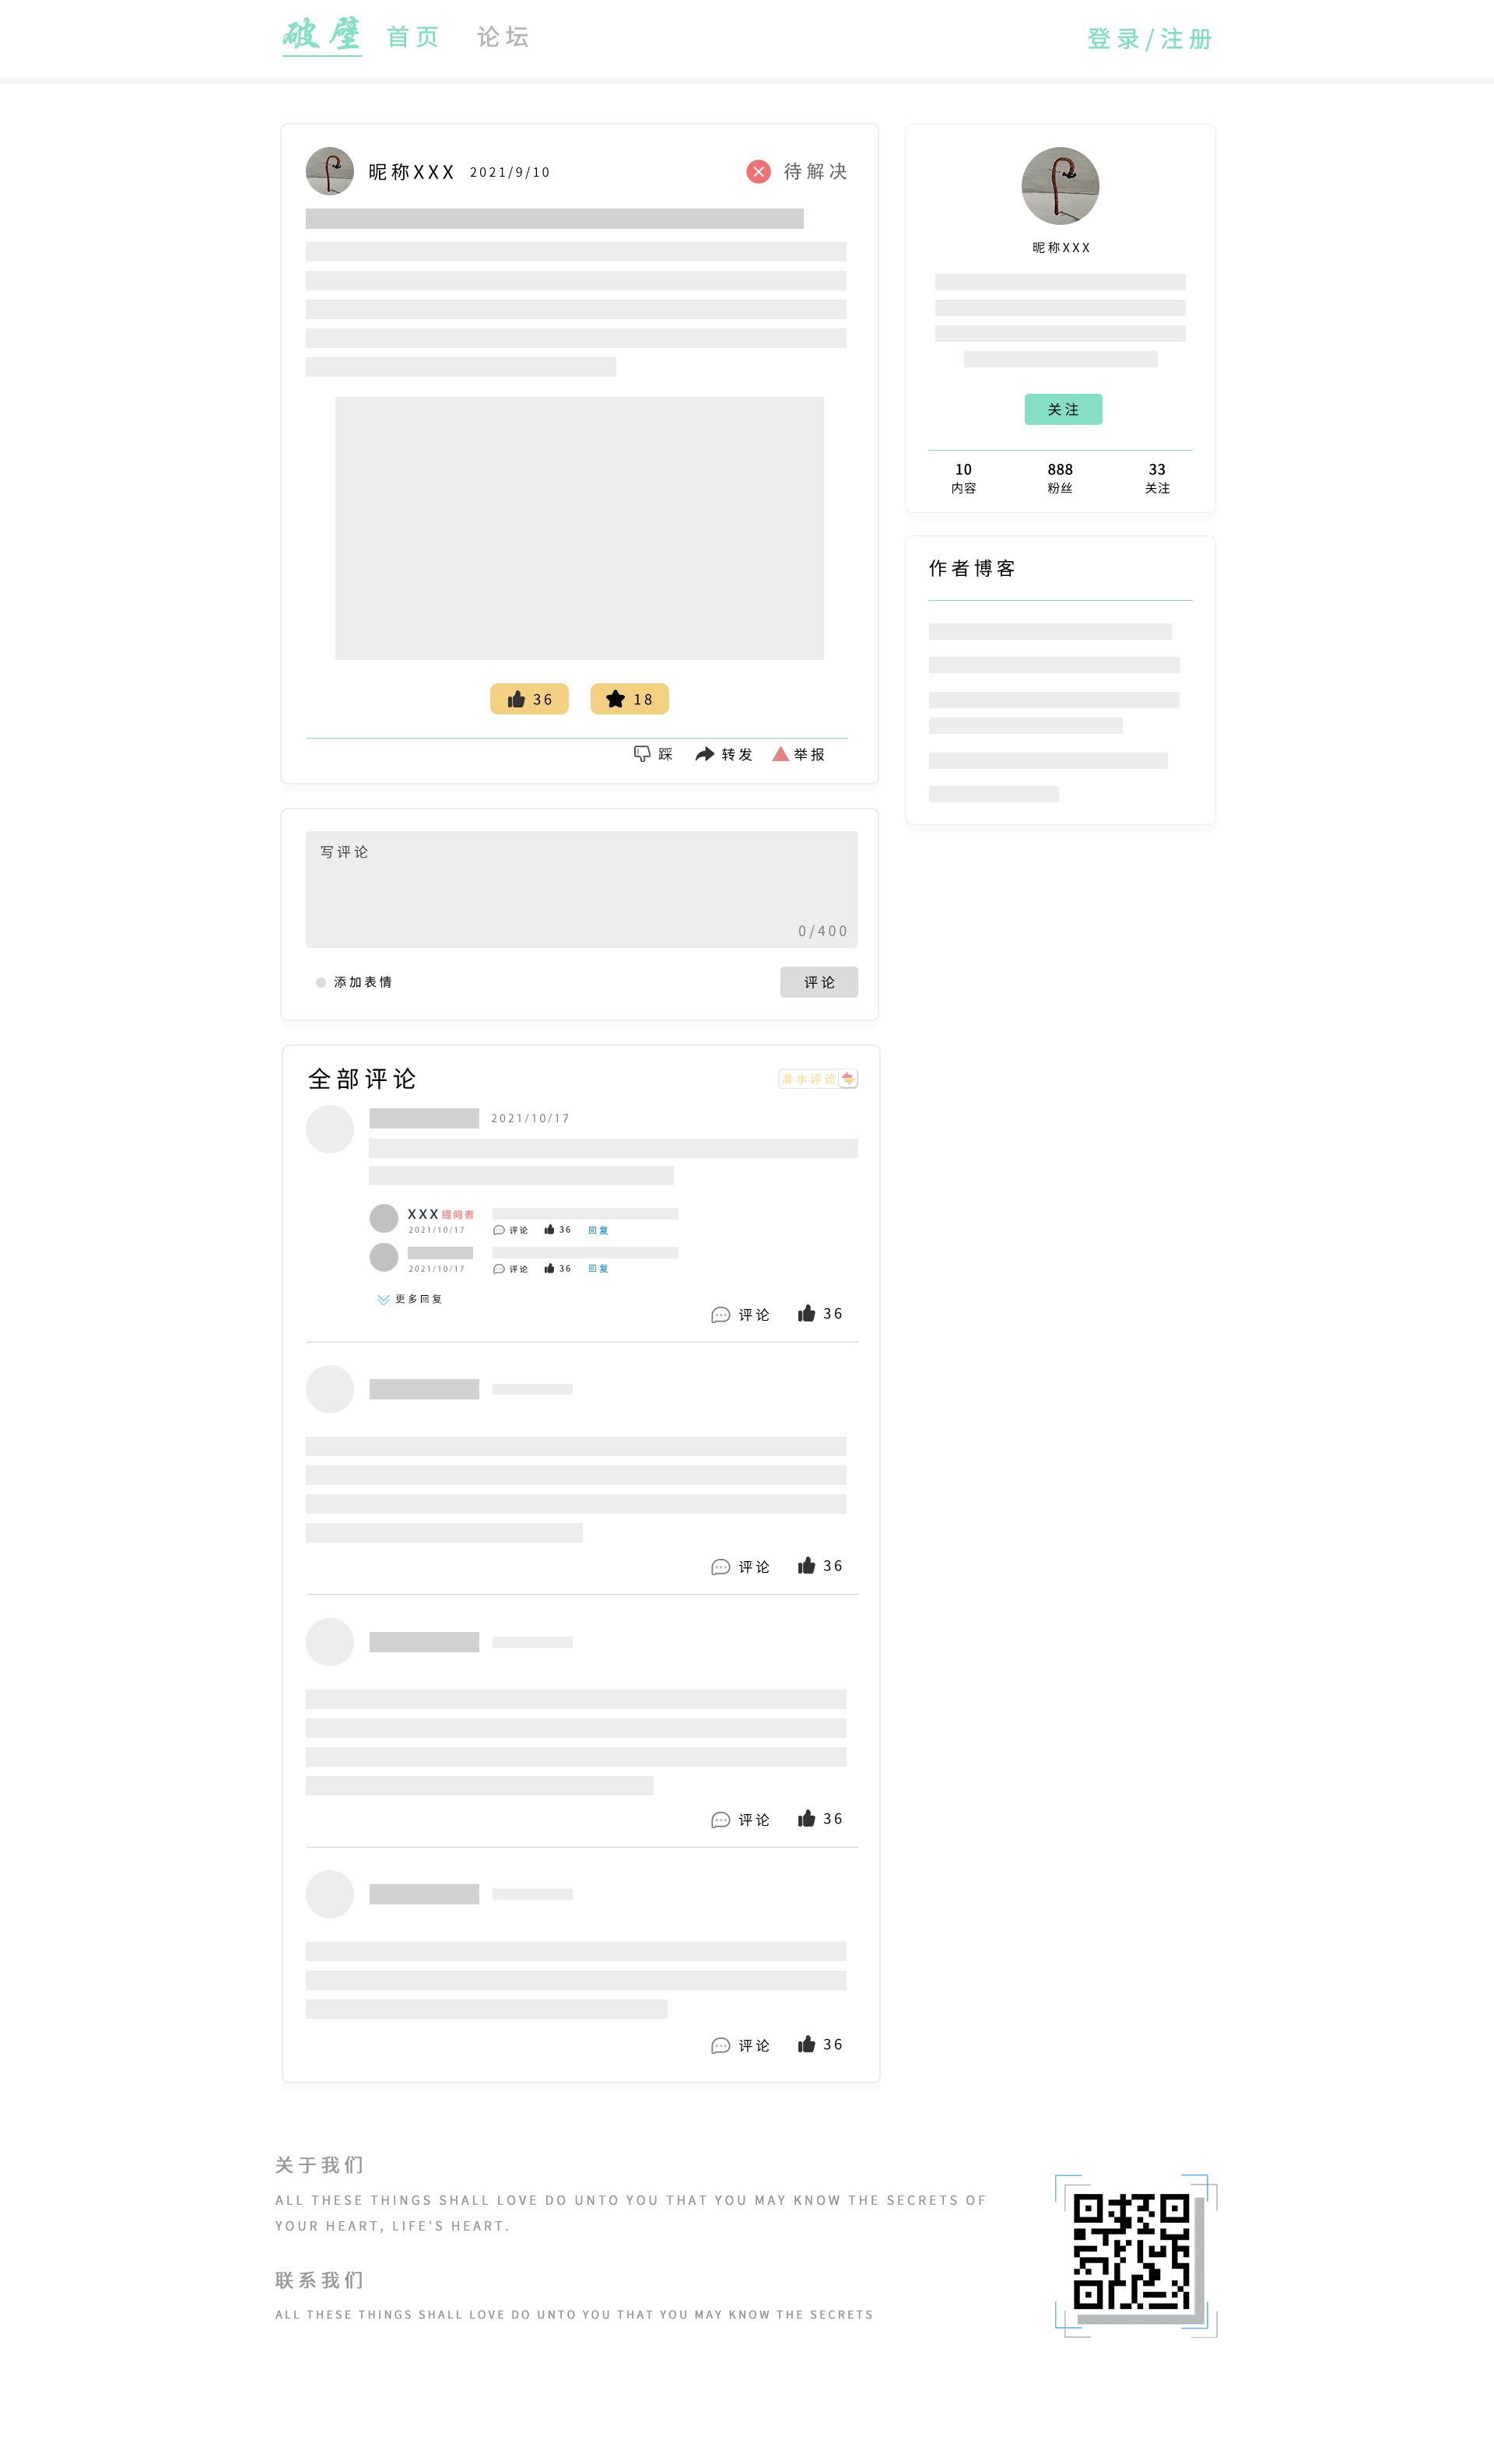 破壁 首页 论坛 登录/注册
昵称XXX 2021/9/10 待解决
36 18
踩 转发 举报
昵称XXX
关注
10 888 33
内容 粉丝 关注
作者博客
写评论
0/400
添加表情 评论
全部评论 灌水评论
2021/10/17
XXX 提问者
2021/10/17 评论 36 回复
2021/10/17 评论 36 回复
更多回复
评论 36
评论 36
评论 36
评论 36
关于我们
ALL THESE THINGS SHALL LOVE DO UNTO YOU THAT YOU MAY KNOW THE SECRETS OF
YOUR HEART, LIFE'S HEART.
联系我们
ALL THESE THINGS SHALL LOVE DO UNTO YOU THAT YOU MAY KNOW THE SECRETS